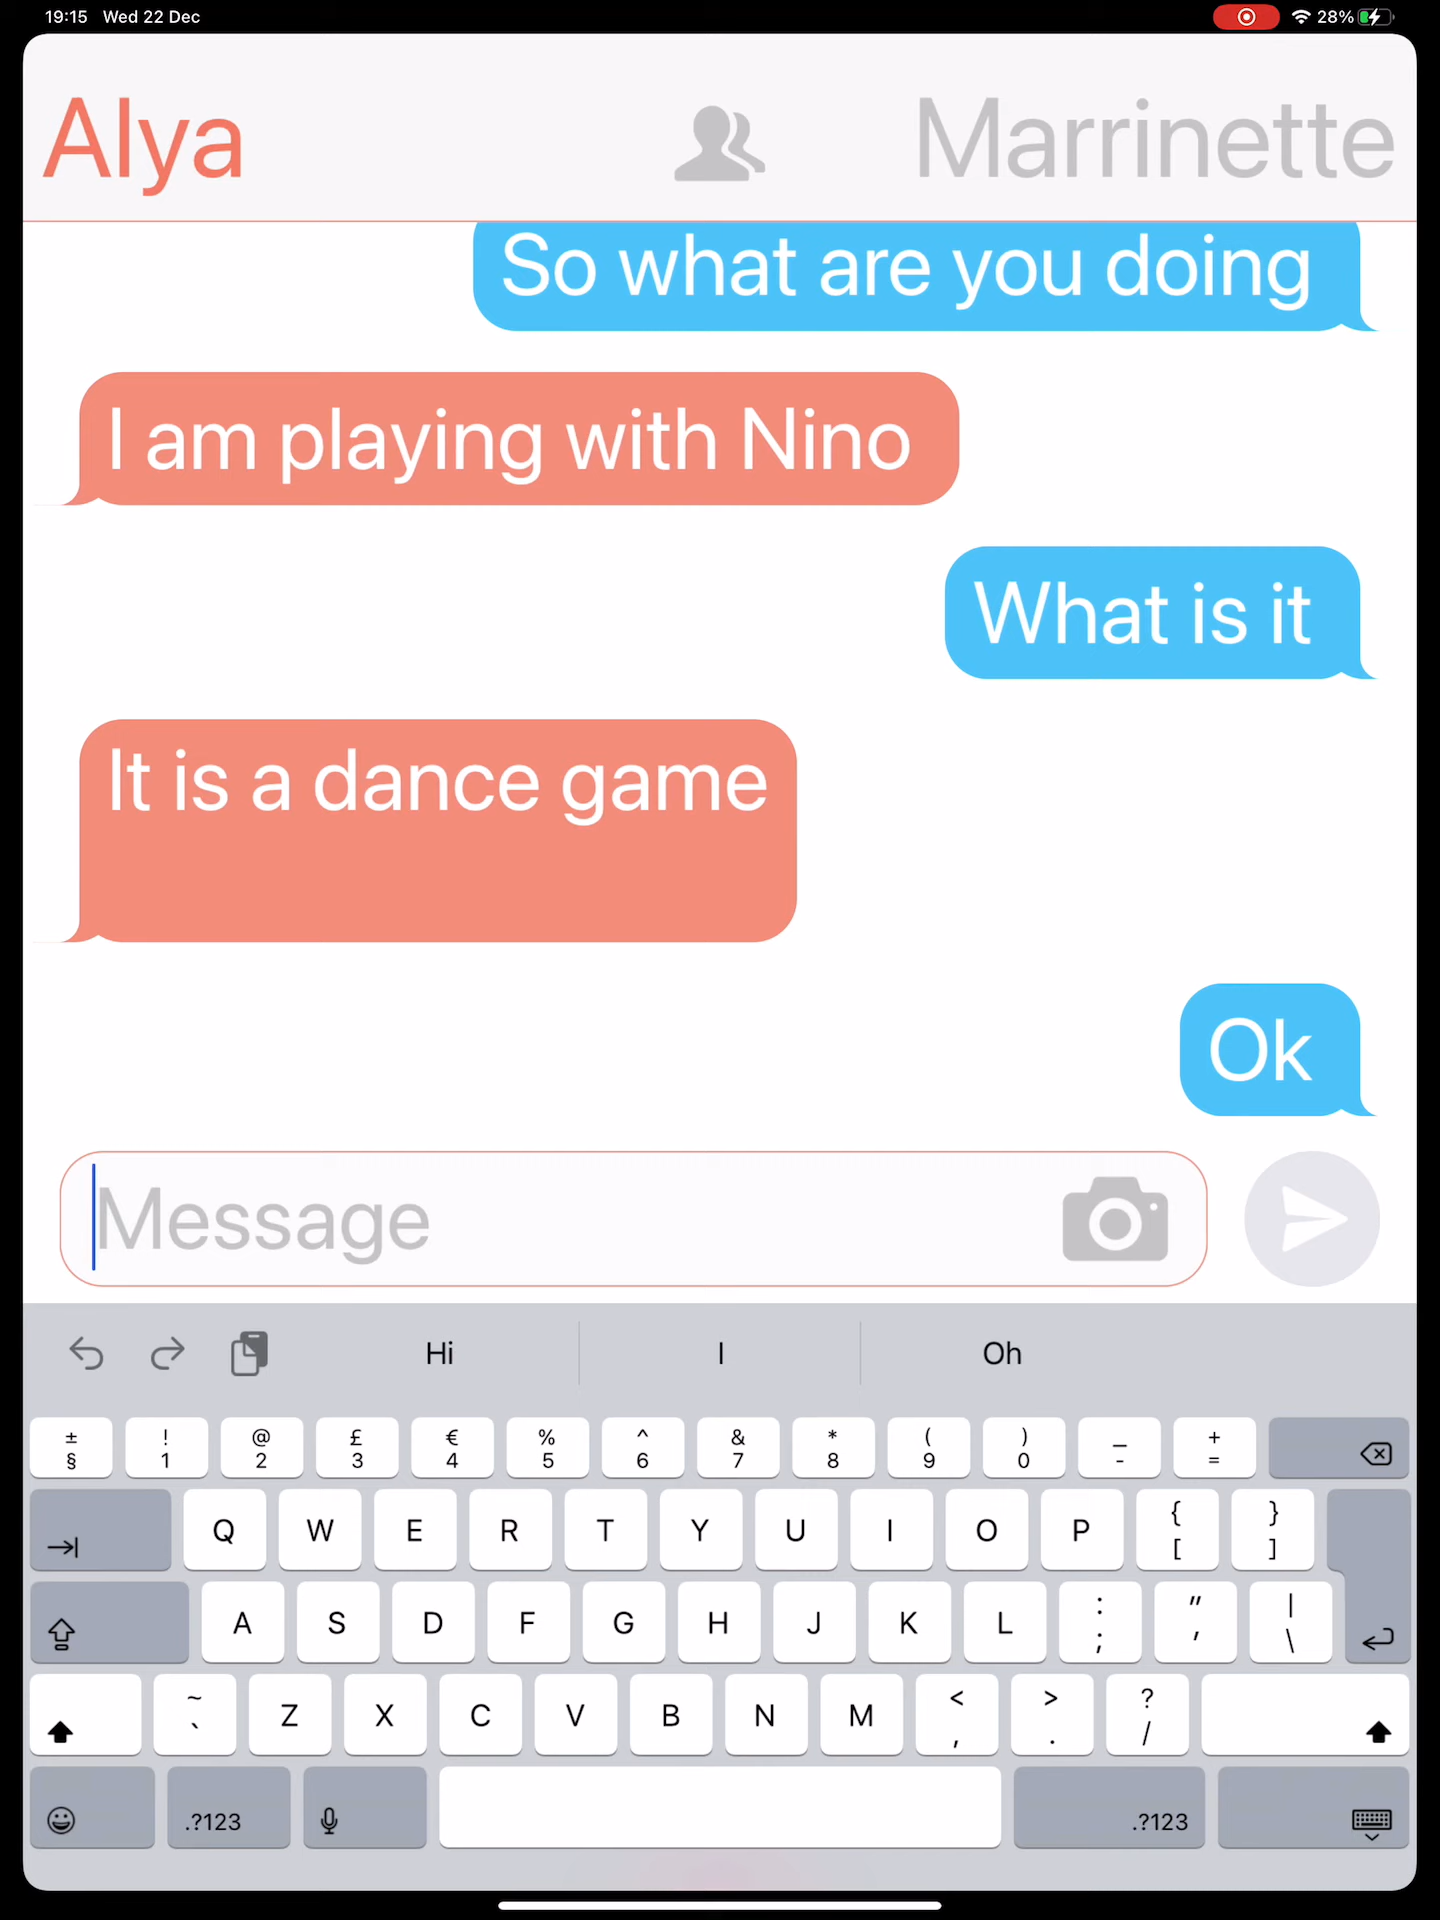 19:15 Wed 22 Dec 28%
Alya Marrinette
So what are you doing
I am playing with Nino
What is it
It is a dance game
Ok
Message
Hi I Oh
± ! @ £ € % ^ & * ( ) _ +
§ 1 2 3 4 5 6 7 8 9 0 - =
Q W E R T Y U I O P { }
[ ]
A S D F G H J K L : " |
; ' \
~ Z X C V B N M < > ?
` , . /
.?123 .?123